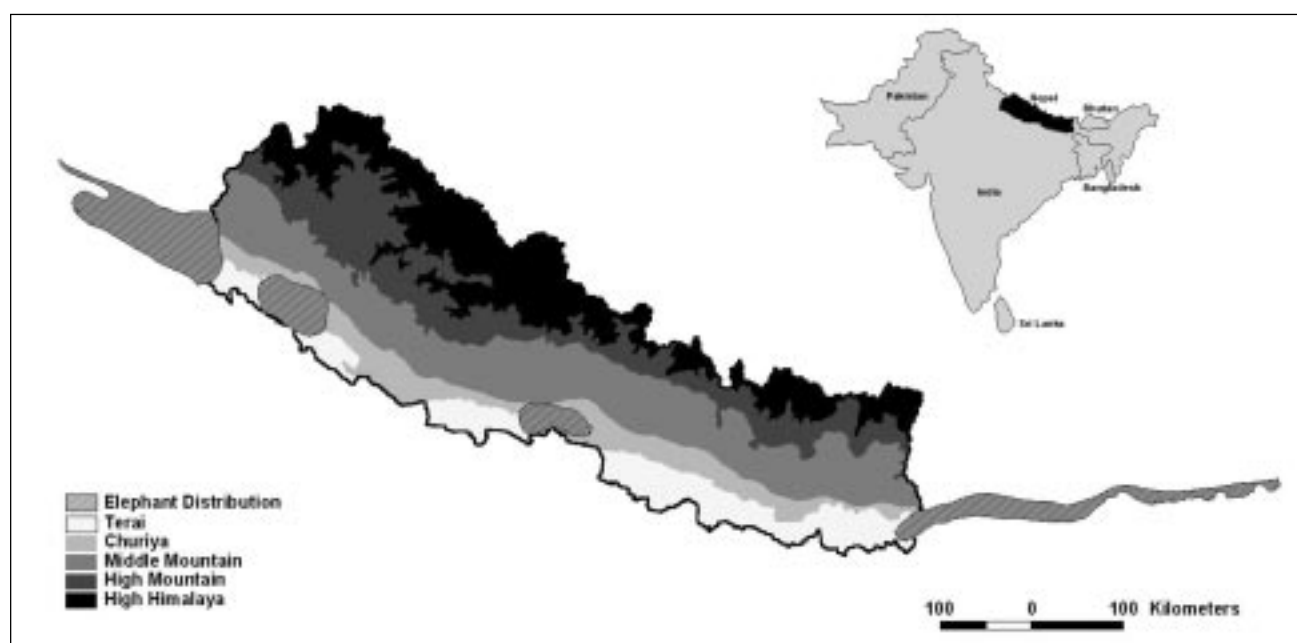 Pakistan
Nepal
Bhutan
India
Bangladesh
Sri Lanka
Elephant Distribution
Terai
Churiya
Middle Mountain
High Mountain
High Himalaya
100 0 100 Kilometers